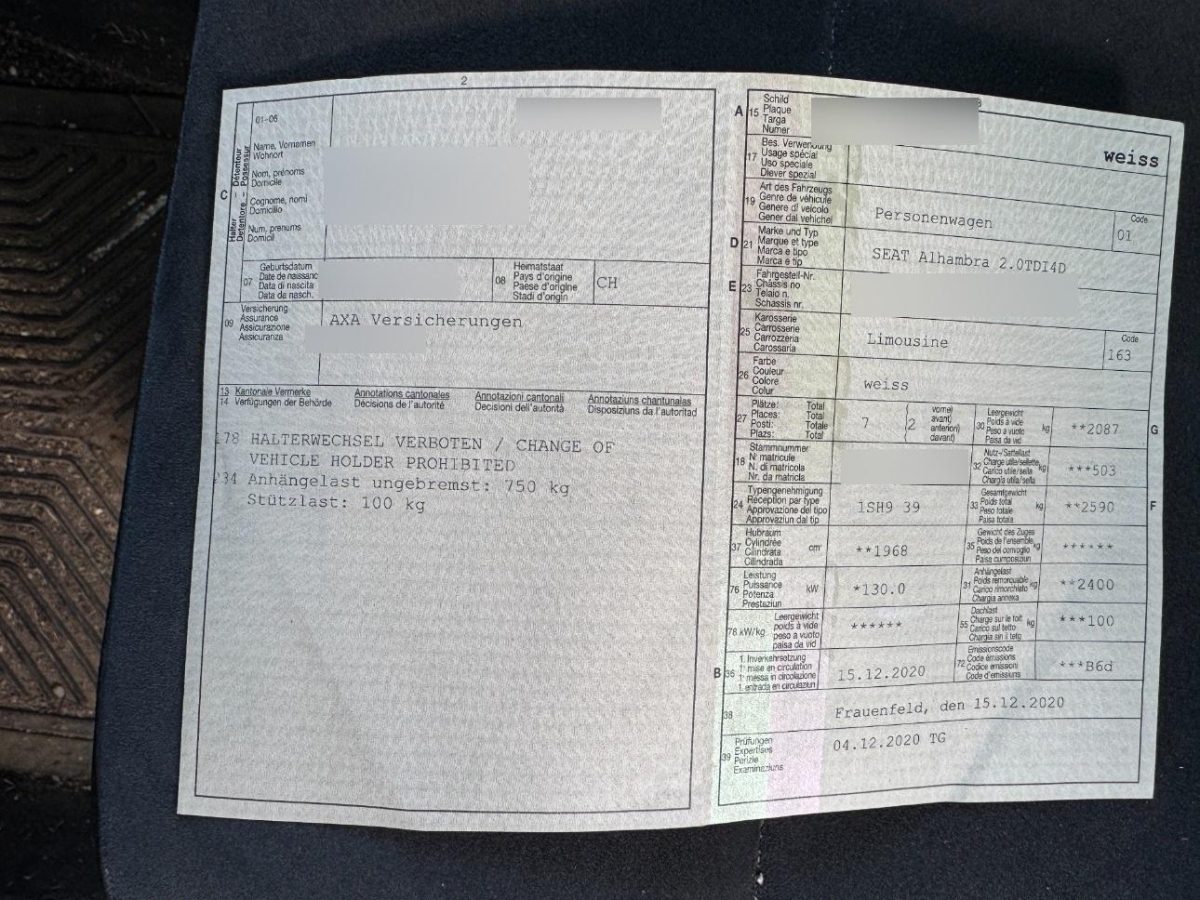 2
01-06
C
Halter
Détenteur
Detentore
Possessur
Name, Vornamen
Wohnort
Nom, prénoms
Domicile
Cognome, nomi
Domicilio
Num, prenums
Domicil
07
Geburtsdatum
Date de naissanc
Data di nascita
Data da nasch.
08
Heimatstaat
Pays d'origine
Paese d'origine
Stadi d'origin
CH
09
Versicherung
Assurance
Assicurazione
Assicuranza
AXA Versicherungen
13 Kantonale Vermerke Annotations cantonales Annotazioni cantonali Annotaziuns chantunalas
14 Verfügungen der Behörde Décisions de l'autorité Decisioni dell'autorità Disposiziuns da l'autoritad
178 HALTERWECHSEL VERBOTEN / CHANGE OF
VEHICLE HOLDER PROHIBITED
234 Anhängelast ungebremst: 750 kg
Stützlast: 100 kg
A 15
Schild
Plaque
Targa
Numer
weiss
17
Bes. Verwendung
Usage spécial
Uso speciale
Diever spezial
19
Art des Fahrzeugs
Genre de véhicule
Genere di veicolo
Gener dal vehichel
Personenwagen
Code
01
D 21
Marke und Typ
Marque et type
Marca e tipo
Marca e tip
SEAT Alhambra 2.0TDI4D
E 23
Fahrgestell-Nr.
Châssis no
Telaio n.
Schassis nr.
25
Karosserie
Carrosserie
Carrozzeria
Carossaria
Limousine
Code
163
26
Farbe
Couleur
Colore
Colur
weiss
27
Plätze: Total
Places: Total
Posti: Totale
Plazs: Total
7
(2
vorne)
avant)
anteriori)
davant)
30
Leergewicht
Poids à vide
Peso a vuoto
Paisa da vid
kg
**2087
G
18
Stammnummer
N° matricule
N. di matricola
Nr. da matricla
32
Nutz-/Sattellast
Charge utile/sellette
Carico utile/sella
Chargia utila/sella
kg
***503
24
Typengenehmigung
Réception par type
Approvazione del tipo
Approvaziun dal tip
1SH9 39
33
Gesamtgewicht
Poids total
Peso totale
Paisa totala
kg
**2590
F
37
Hubraum
Cylindrée
Cilindrata
Cilindrada
cm³
**1968
35
Gewicht des Zuges
Poids de l'ensemble
Peso del convoglio
Paisa cumposiziun
kg
******
76
Leistung
Puissance
Potenza
Prestaziun
kW
*130.0
31
Anhängelast
Poids remorquable
Carico rimorchiato
Chargia annexa
kg
**2400
78 kW/kg
Leergewicht
poids à vide
peso a vuoto
paisa da vid
******
55
Dachlast
Charge sur le toit
Carico sul tetto
Chargia sin il tetg
kg
***100
B 36
1. Inverkehrsetzung
1re mise en circulation
1a messa in circolazione
1. entrada en circulaziun
15.12.2020
72
Emissionscode
Code émissions
Codice emissioni
Code d'emissiuns
***B6d
38
Frauenfeld, den 15.12.2020
39
Prüfungen
Expertises
Perizie
Examinaziuns
04.12.2020 TG